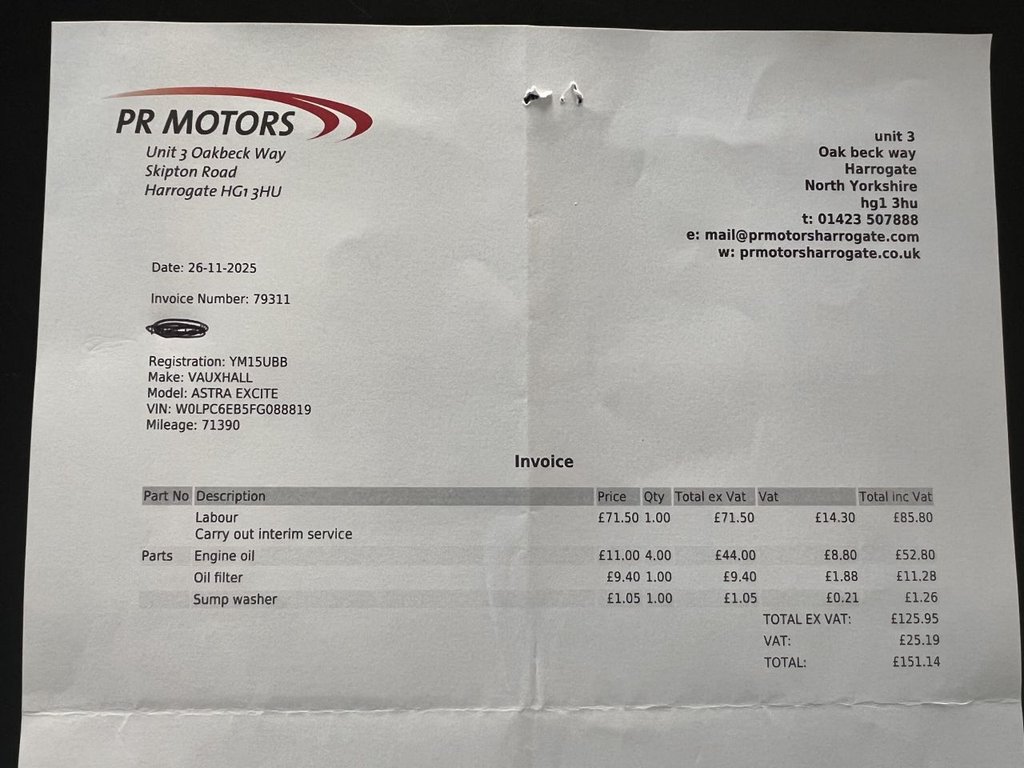 PR MOTORS
Unit 3 Oakbeck Way
Skipton Road
Harrogate HG1 3HU
unit 3
Oak beck way
Harrogate
North Yorkshire
hg1 3hu
t: 01423 507888
e: mail@prmotorsharrogate.com
w: prmotorsharrogate.co.uk
Date: 26-11-2025
Invoice Number: 79311
Registration: YM15UBB
Make: VAUXHALL
Model: ASTRA EXCITE
VIN: W0LPC6EB5FG088819
Mileage: 71390
Invoice
Part No Description Price Qty Total ex Vat Vat Total inc Vat
Labour £71.50 1.00 £71.50 £14.30 £85.80
Carry out interim service
Parts Engine oil £11.00 4.00 £44.00 £8.80 £52.80
Oil filter £9.40 1.00 £9.40 £1.88 £11.28
Sump washer £1.05 1.00 £1.05 £0.21 £1.26
TOTAL EX VAT: £125.95
VAT: £25.19
TOTAL: £151.14